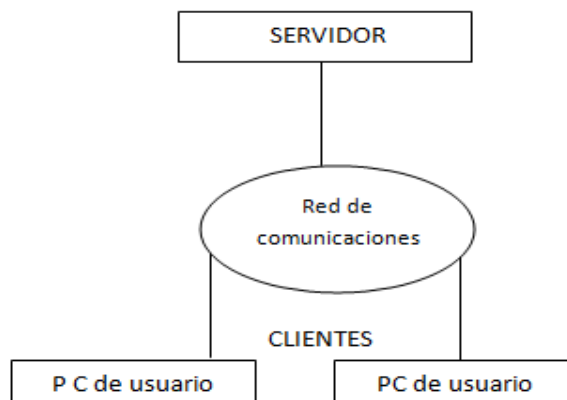 SERVIDOR
Red de
comunicaciones
CLIENTES
P C de usuario
PC de usuario